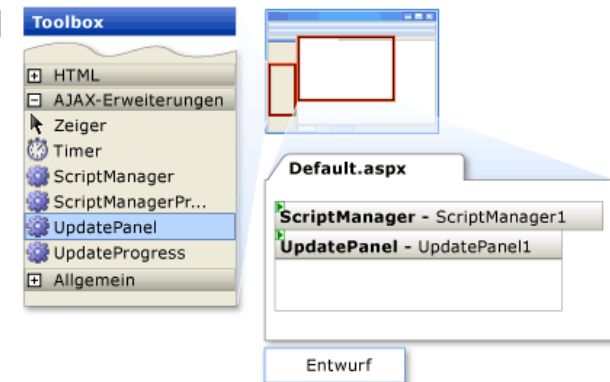 Toolbox
HTML
AJAX-Erweiterungen
Zeiger
Timer
ScriptManager
ScriptManagerPr...
UpdatePanel
UpdateProgress
Allgemein
Default.aspx
ScriptManager - ScriptManager1
UpdatePanel - UpdatePanel1
Entwurf